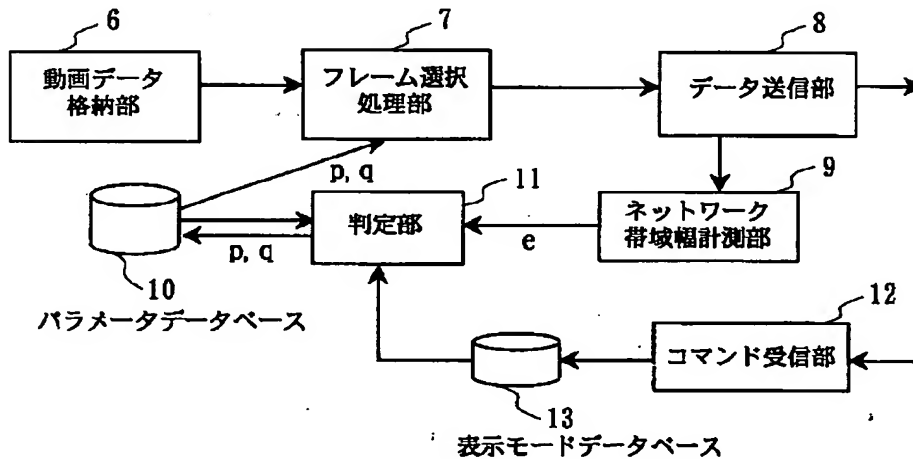 6
7
8
動画データ
格納部
フレーム選択
処理部
データ送信部
p, q
11
9
判定部
ネットワーク
帯域幅計測部
e
p, q
10
パラメータデータベース
12
コマンド受信部
13
表示モードデータベース